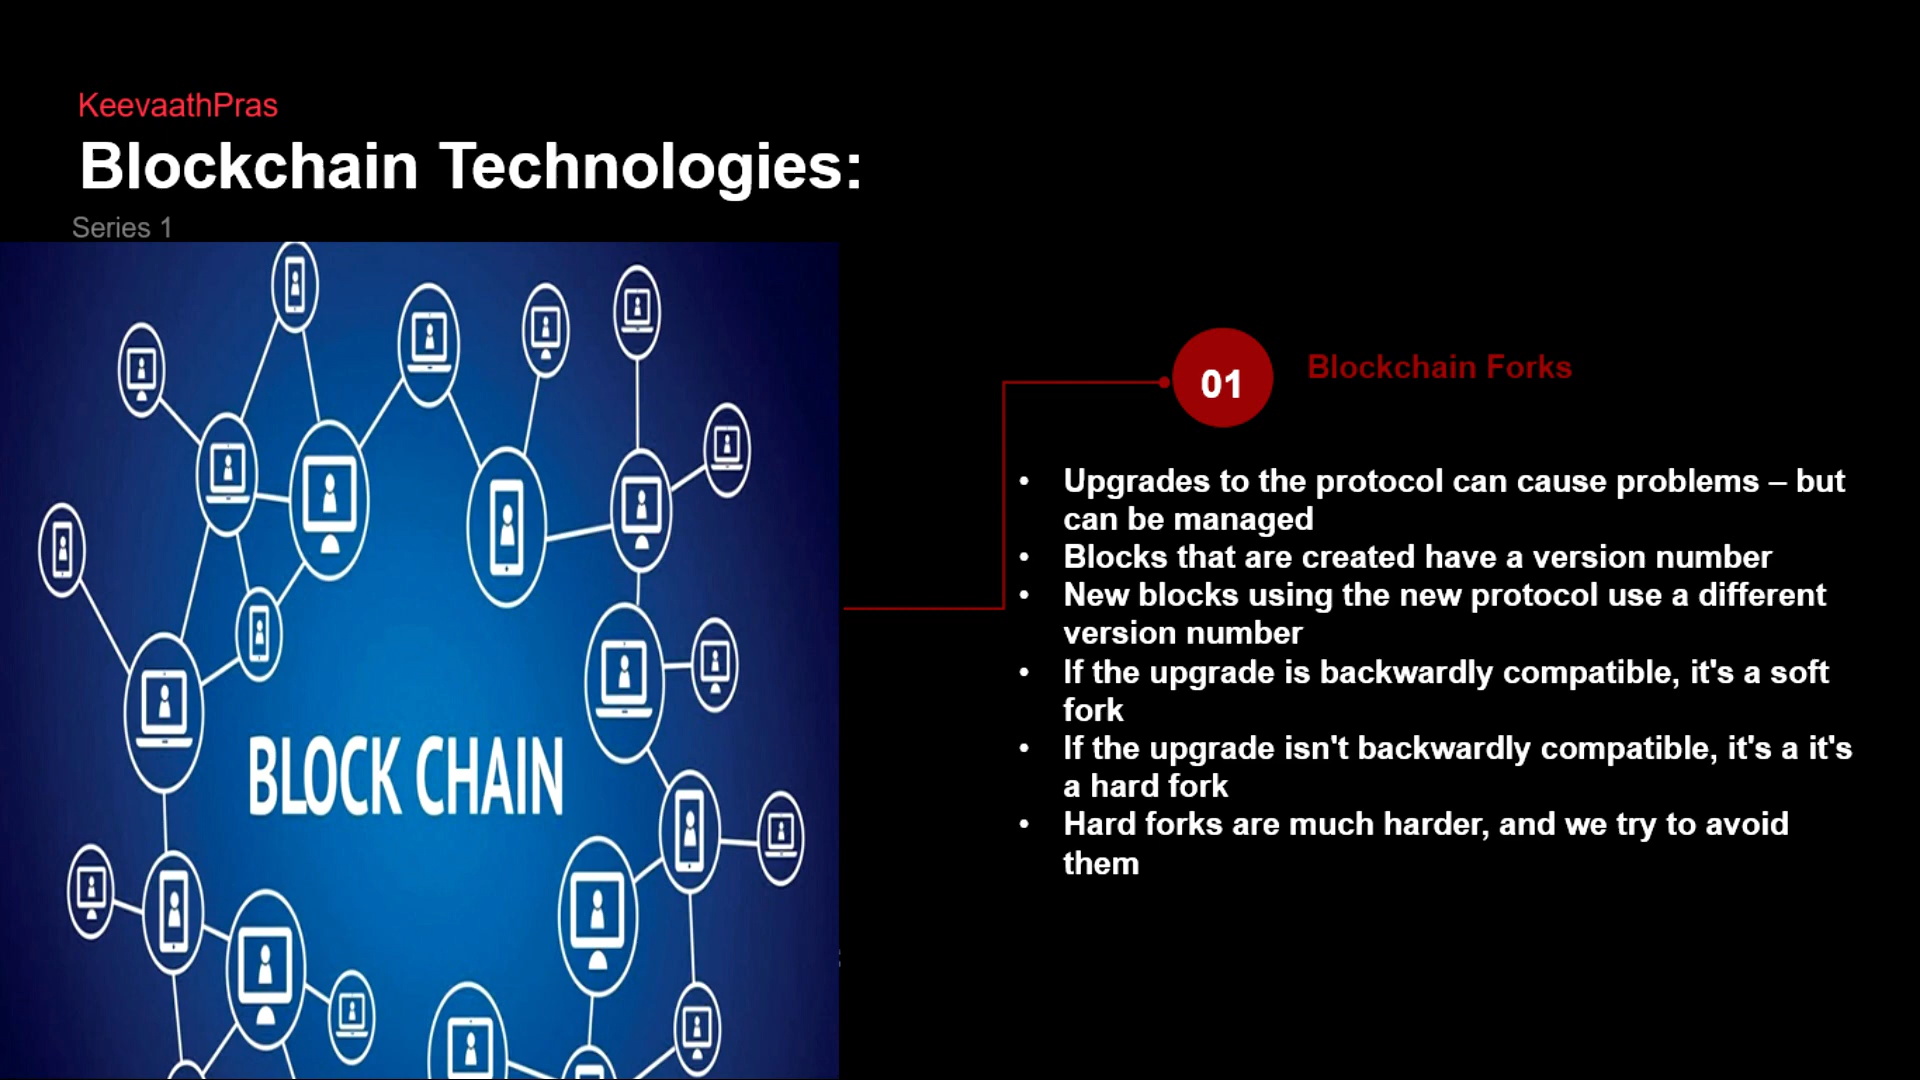 KeevaathPras
Blockchain Technologies:
Series 1
BLOCK CHAIN
01
Blockchain Forks
• Upgrades to the protocol can cause problems – but
can be managed
• Blocks that are created have a version number
• New blocks using the new protocol use a different
version number
• If the upgrade is backwardly compatible, it's a soft
fork
• If the upgrade isn't backwardly compatible, it's a it's
a hard fork
• Hard forks are much harder, and we try to avoid
them